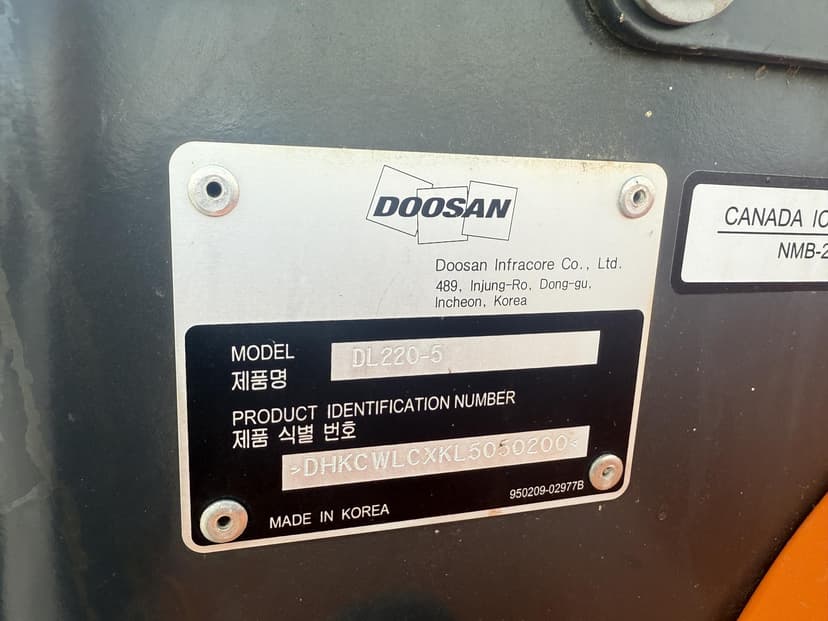 DOOSAN
Doosan Infracore Co., Ltd.
489, Injung-Ro, Dong-gu,
Incheon, Korea
MODEL DL220-5
제품명
PRODUCT IDENTIFICATION NUMBER
제품 식별 번호
>DHKCWLCXKL5050200<
MADE IN KOREA
950209-02977B
CANADA IC
NMB-2